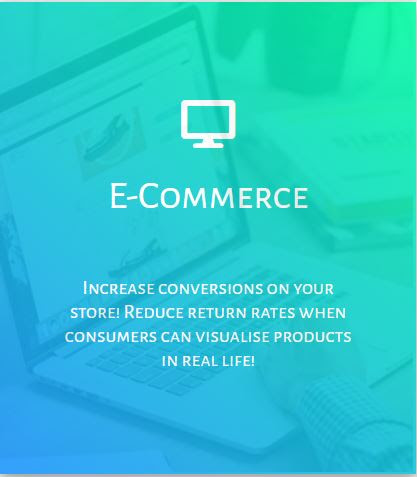 E-Commerce
Increase conversions on your
store! Reduce return rates when
consumers can visualise products
in real life!